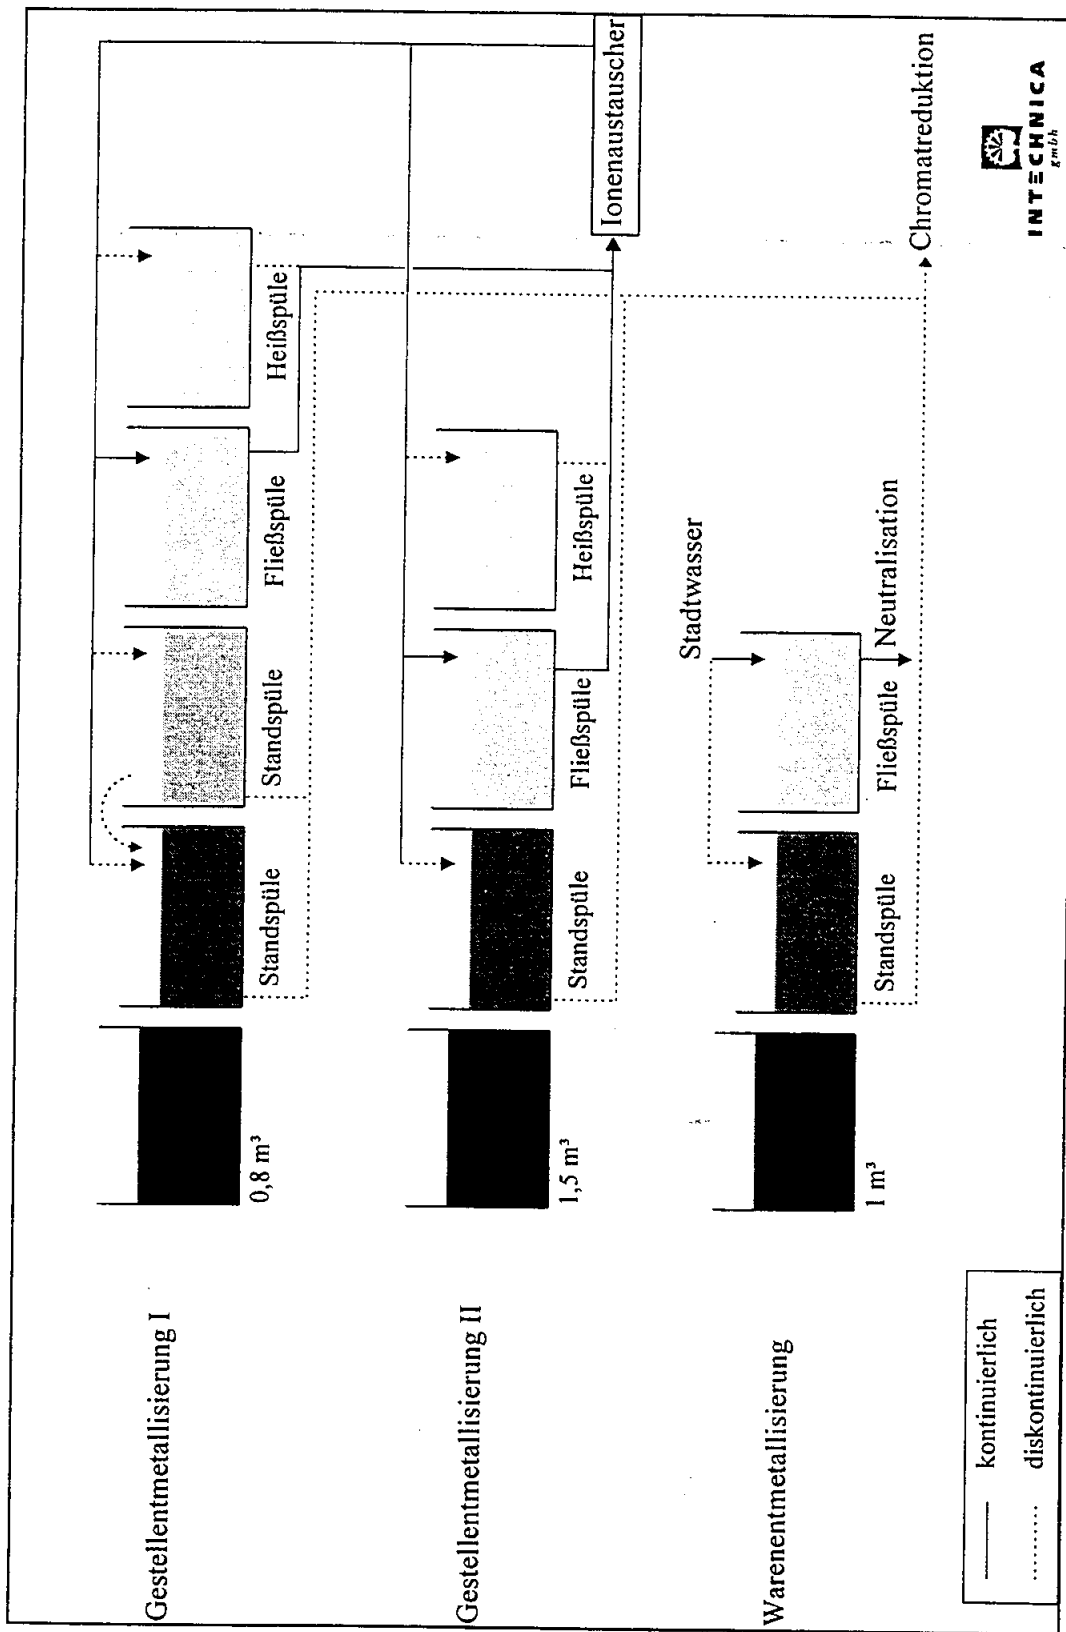 Gestellentmetallisierung I
0,8 m³
Standspüle
Standspüle
Fließspüle
Heißspüle
Gestellentmetallisierung II
1,5 m³
Standspüle
Fließspüle
Heißspüle
Ionenaustauscher
Warenentmetallisierung
1 m³
Standspüle
Fließspüle
Stadtwasser
Neutralisation
Chromatreduktion
kontinuierlich
diskontinuierlich
INTECHNICA
gmbh